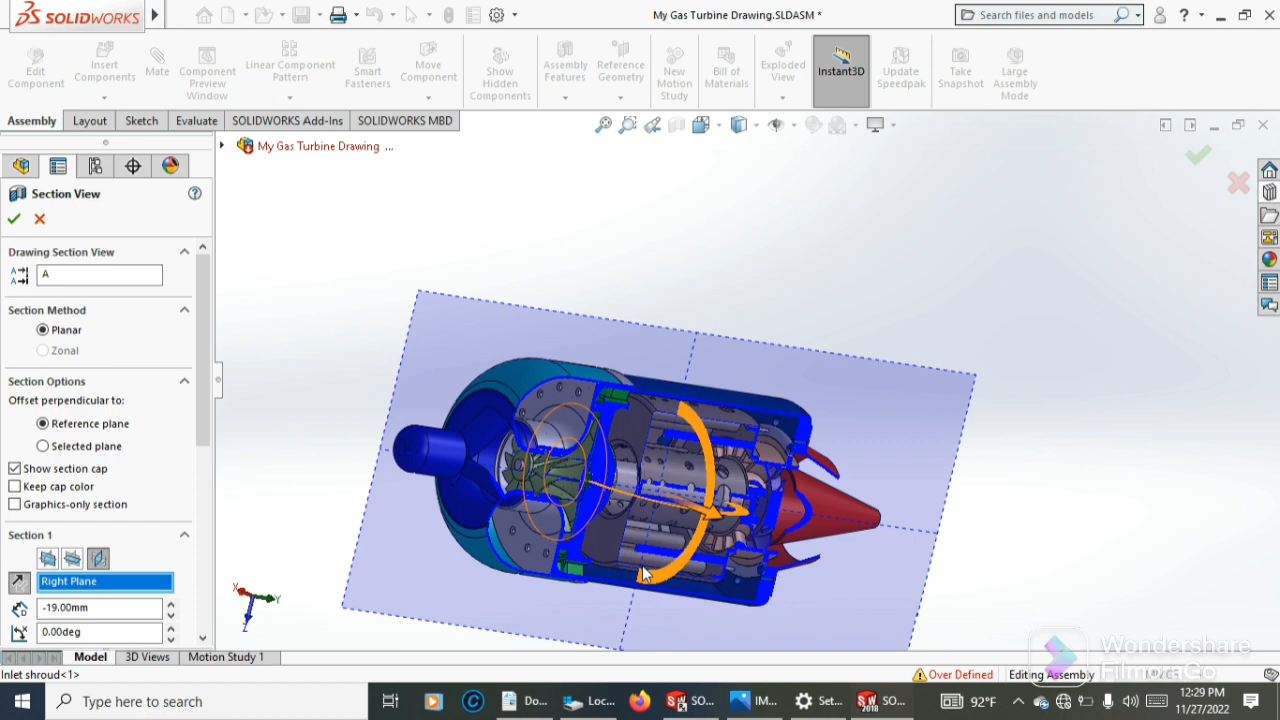 SOLIDWORKS
My Gas Turbine Drawing.SLDASM *
Search files and models
?
Edit Component
Insert Components
Mate
Component Preview Window
Linear Component Pattern
Smart Fasteners
Move Component
Show Hidden Components
Assembly Features
Reference Geometry
New Motion Study
Bill of Materials
Exploded View
Instant3D
Update Speedpak
Take Snapshot
Large Assembly Mode
Assembly
Layout
Sketch
Evaluate
SOLIDWORKS Add-Ins
SOLIDWORKS MBD
My Gas Turbine Drawing ...
Section View
?
Drawing Section View
A
Section Method
Planar
Zonal
Section Options
Offset perpendicular to:
Reference plane
Selected plane
Show section cap
Keep cap color
Graphics-only section
Section 1
Right Plane
-19.00mm
0.00deg
X
Y
Z
Model
3D Views
Motion Study 1
Wondershare
FilmoraGo
Inlet shroud<1>
Over Defined
Editing Assembly
Type here to search
Do...
Loc...
SO...
IM...
Set...
SO...
92°F
12:29 PM
11/27/2022